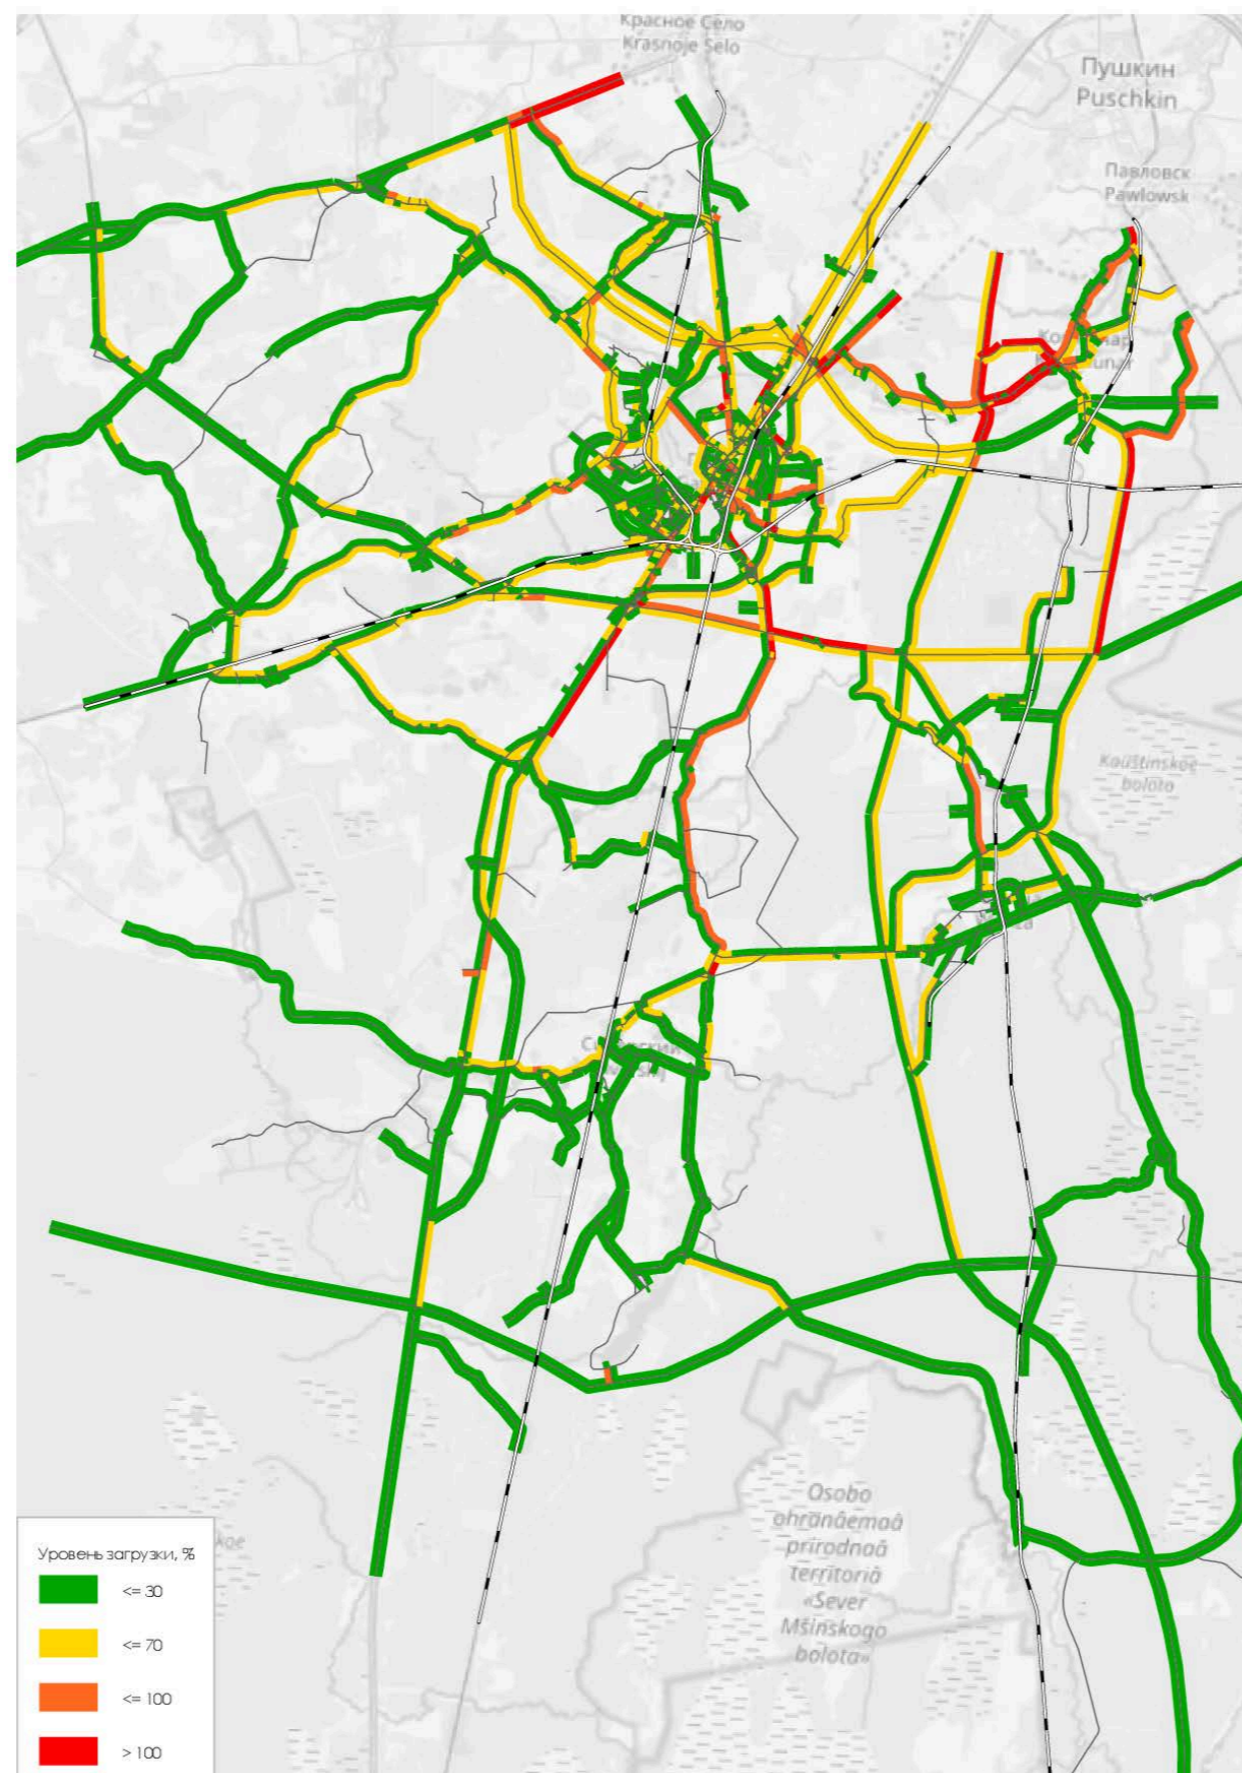 Красное Село
Krasnoje Selo
Пушкин
Puschkin
Павловск
Pawlowsk
Kauštinskoe
boloto
Osobo
ohranâemaâ
prirodnaâ
territoriâ
«Sever
Mšinskogo
bolota»
Уровень загрузки, %
<= 30
<= 70
<= 100
> 100